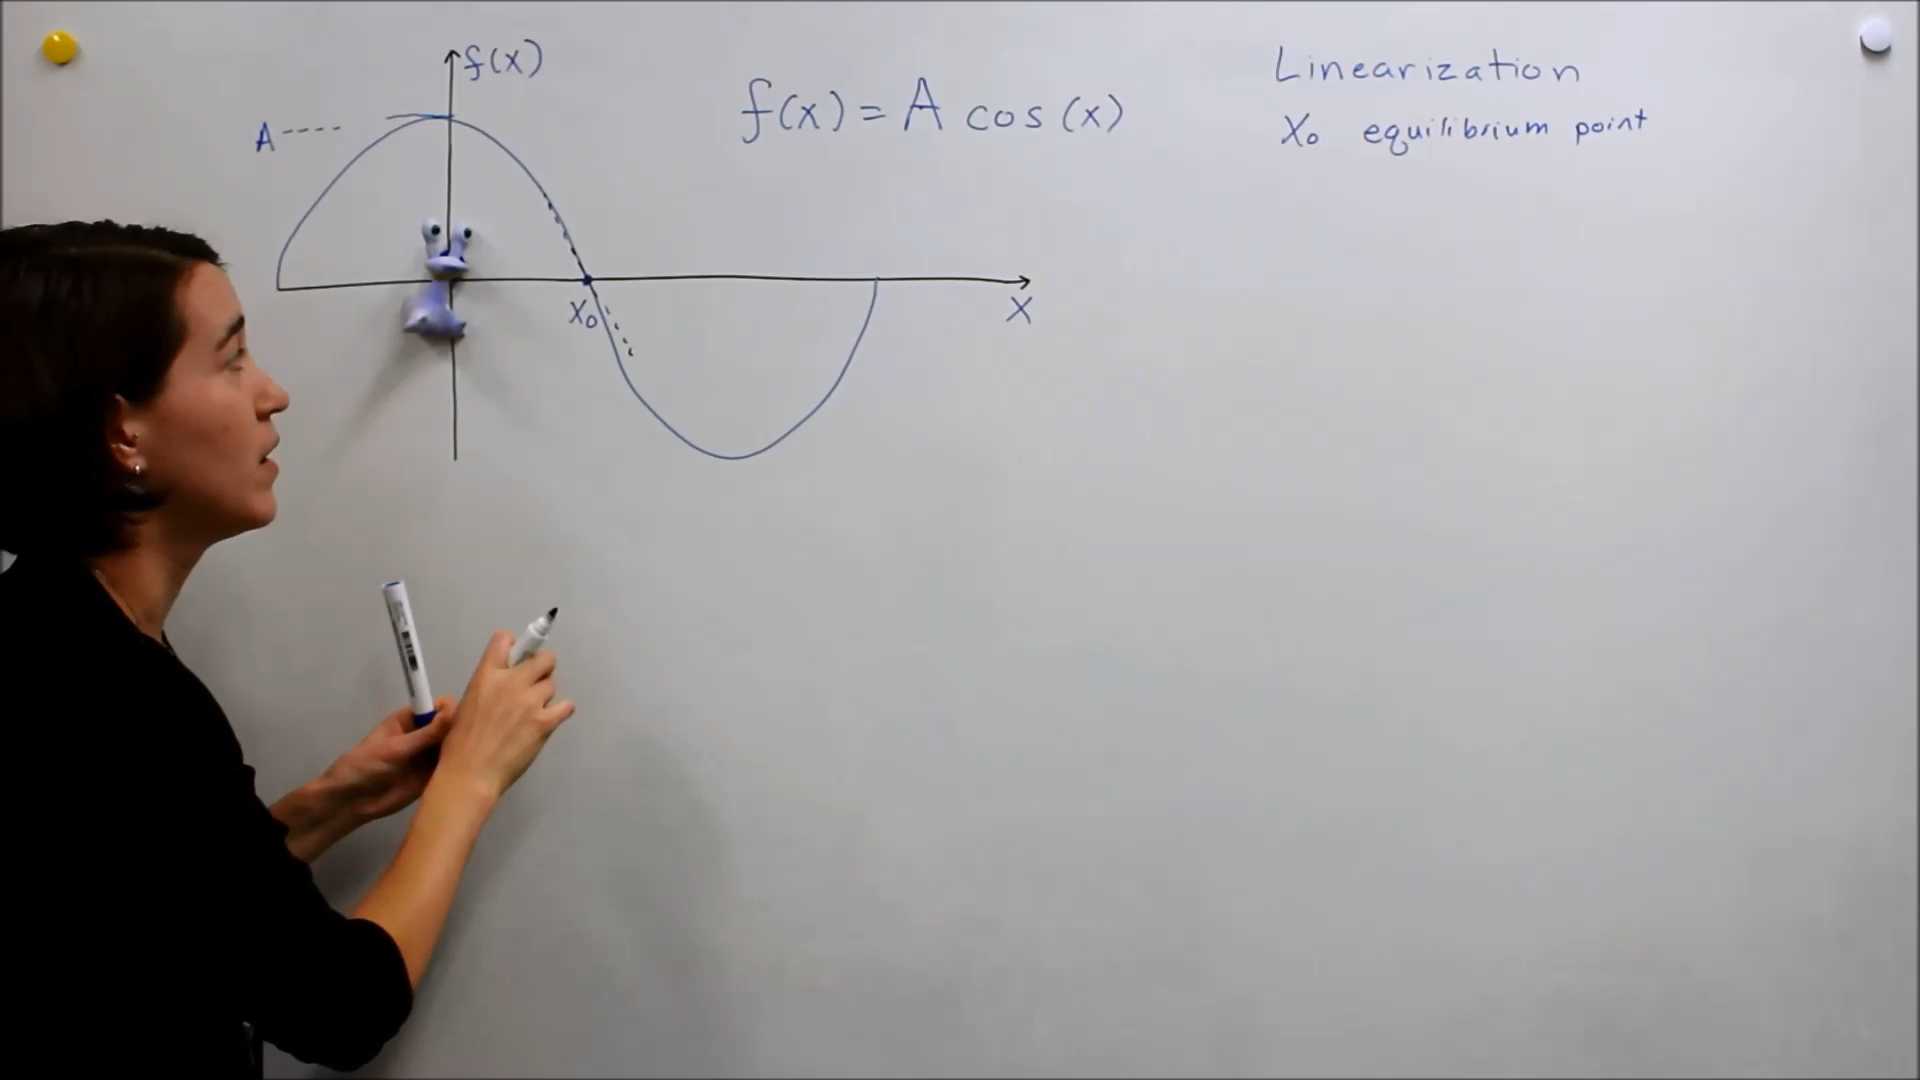 f(x)
A
x₀
x
f(x) = A cos(x)
Linearization
x₀ equilibrium point